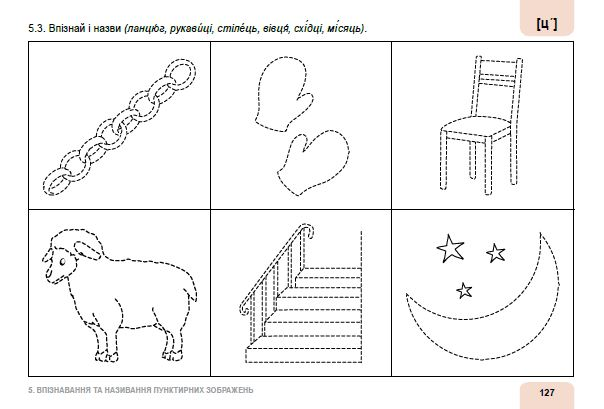 [ц´]
5.3. Впізнай і назви (ланцю́г, рукави́ці, стіле́ць, вівця́, схі́дці, мі́сяць).
5. ВПІЗНАВАННЯ ТА НАЗИВАННЯ ПУНКТИРНИХ ЗОБРАЖЕНЬ
127